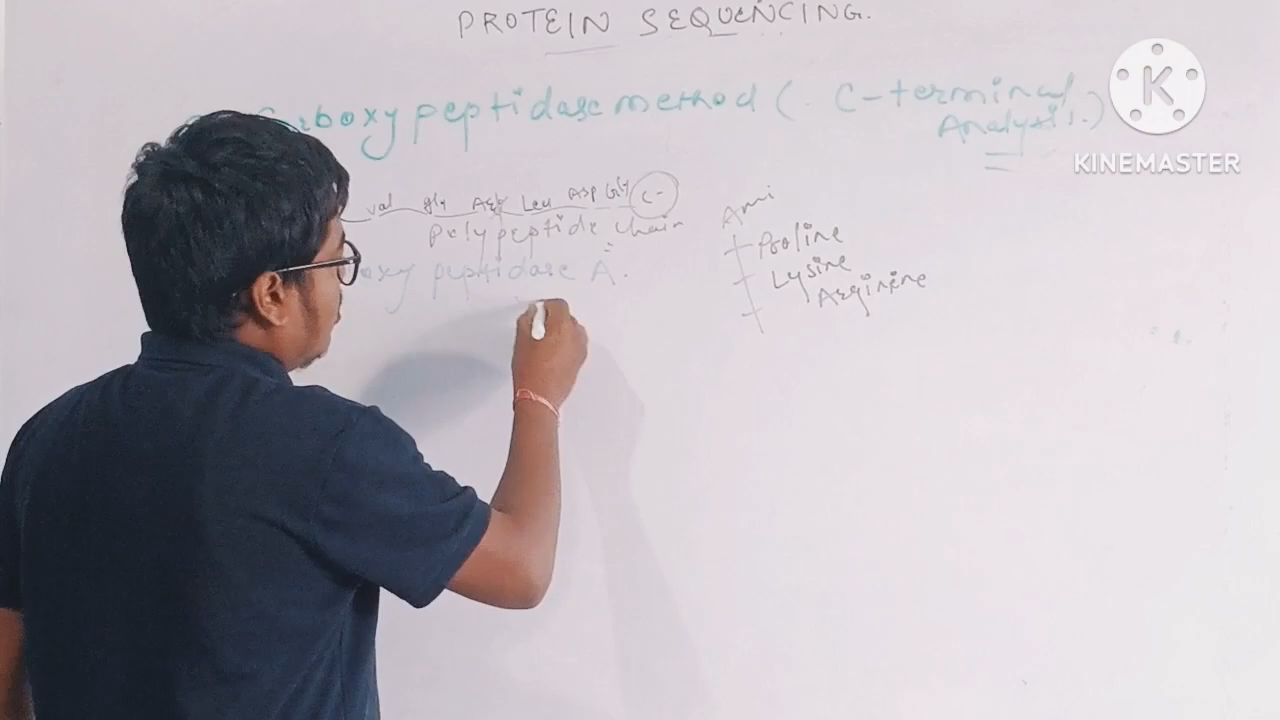 PROTEIN SEQUENCING.
Carboxypeptidase method (C-terminal
Analysis.)
val gly Arg Leu Asp Gly C-
polypeptide chain
oxy peptidase A.
Ami
Proline
Lysine
Arginine
KINEMASTER